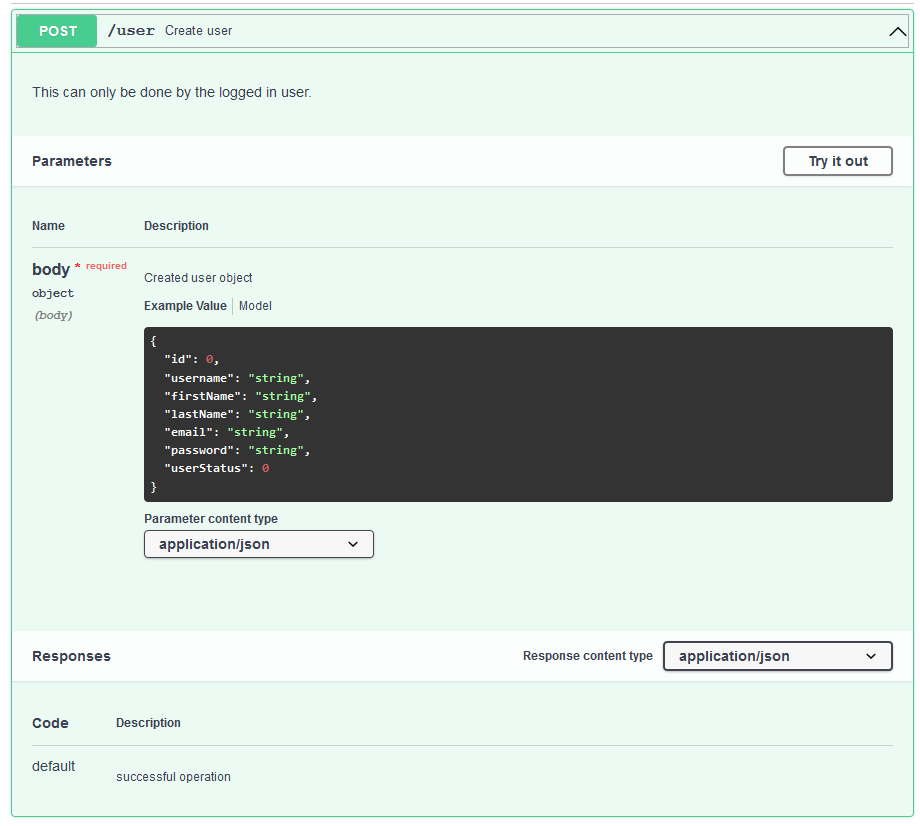 POST /user Create user
This can only be done by the logged in user.
Parameters Try it out
Name Description
body * required
object
(body)
Created user object
Example Value Model
{
  "id": 0,
  "username": "string",
  "firstName": "string",
  "lastName": "string",
  "email": "string",
  "password": "string",
  "userStatus": 0
}
Parameter content type
application/json
Responses Response content type application/json
Code Description
default
successful operation